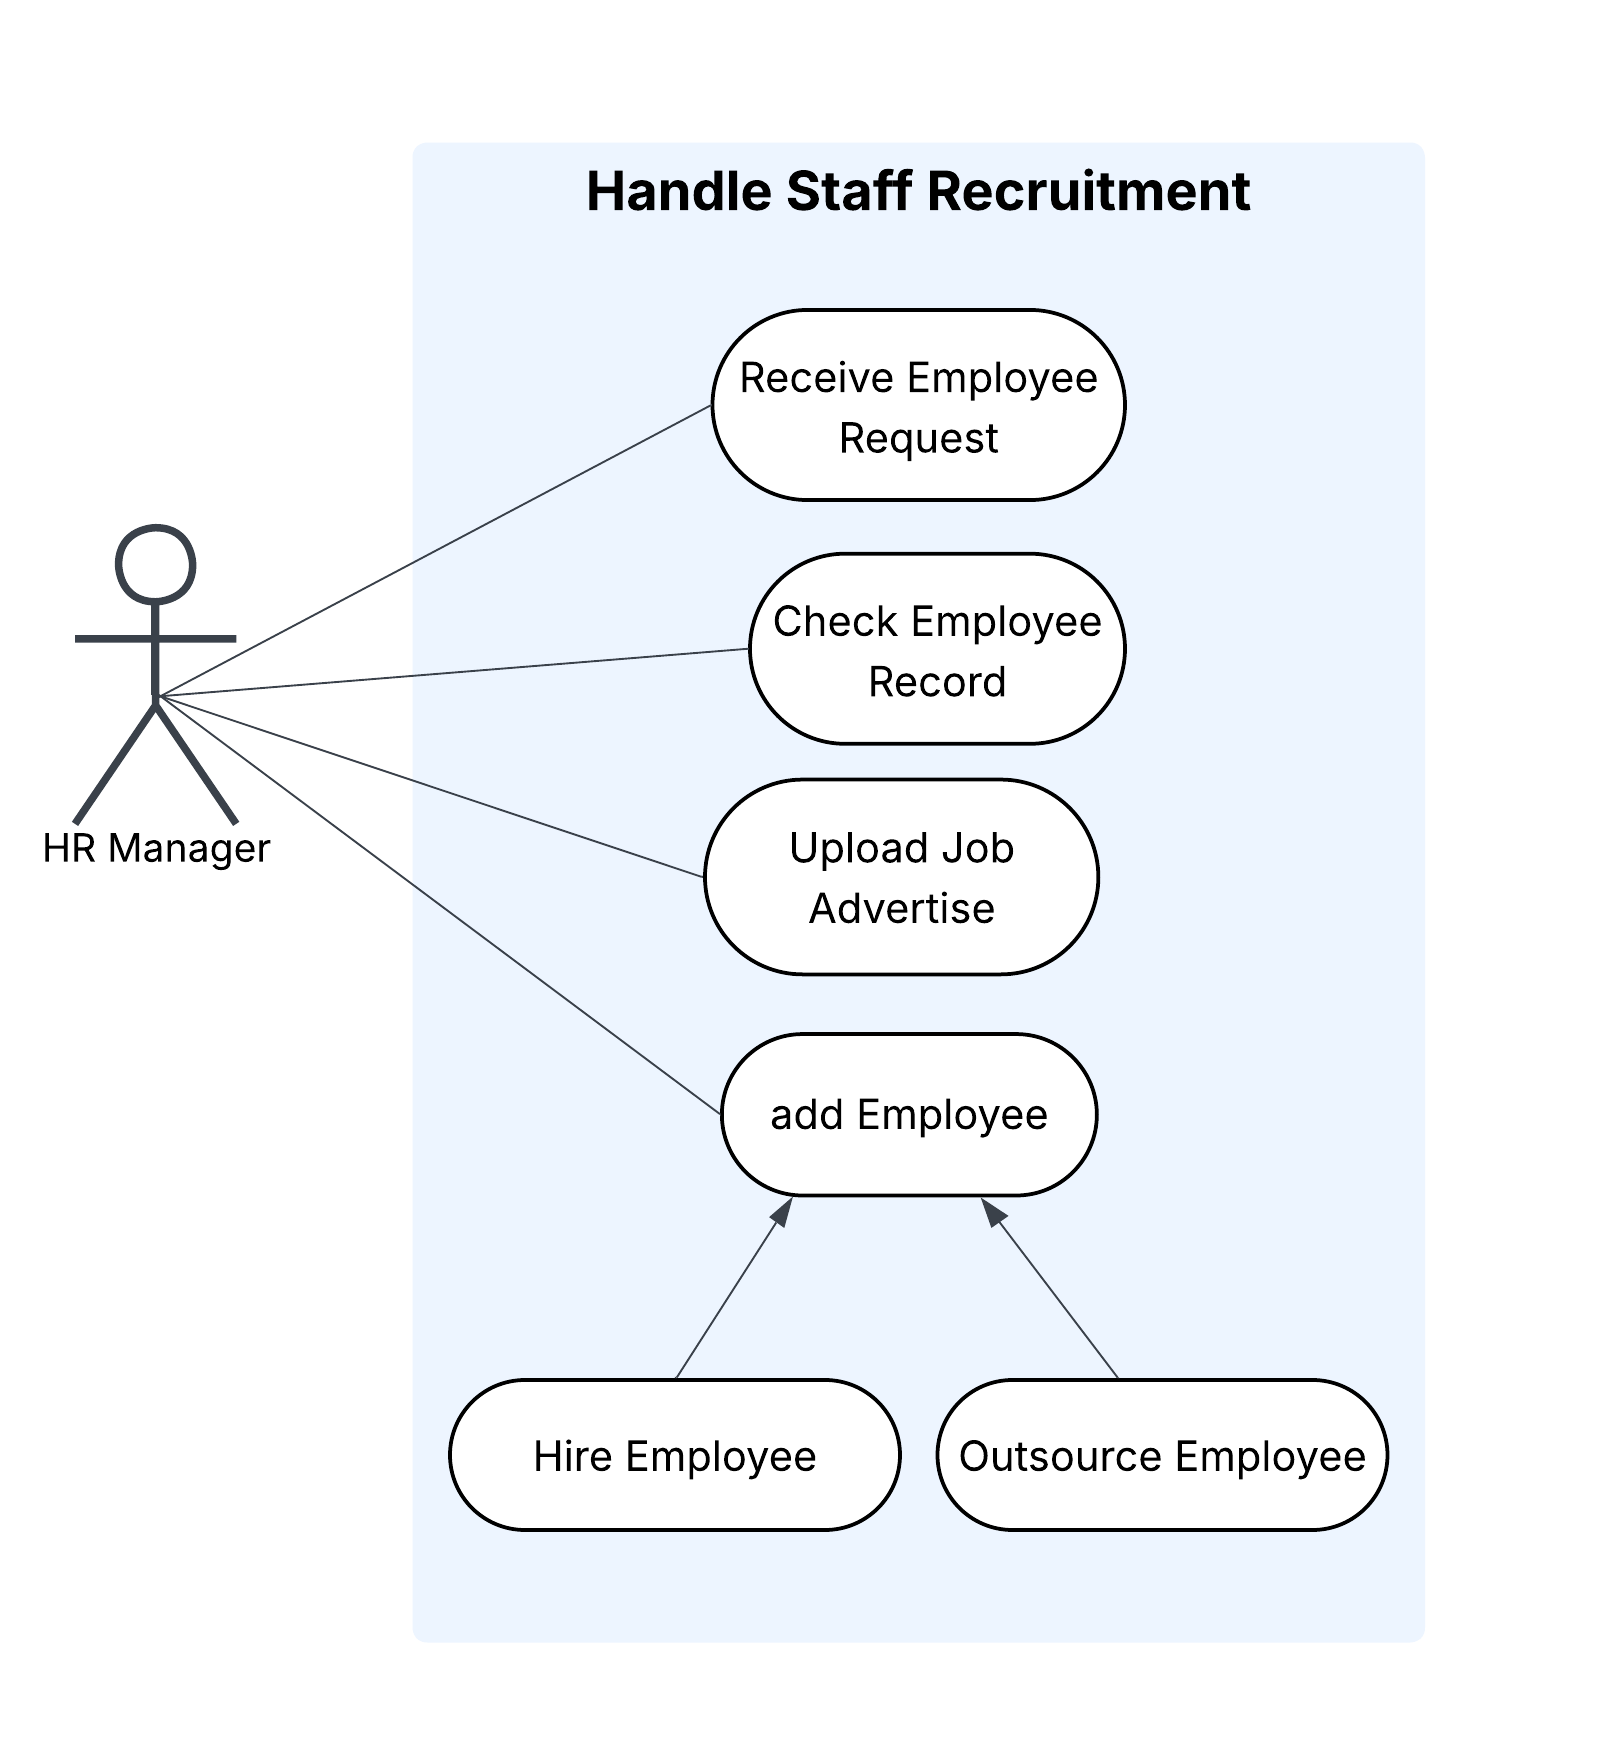 Handle Staff Recruitment
Receive Employee
Request
Check Employee
Record
HR Manager
Upload Job
Advertise
add Employee
Hire Employee
Outsource Employee